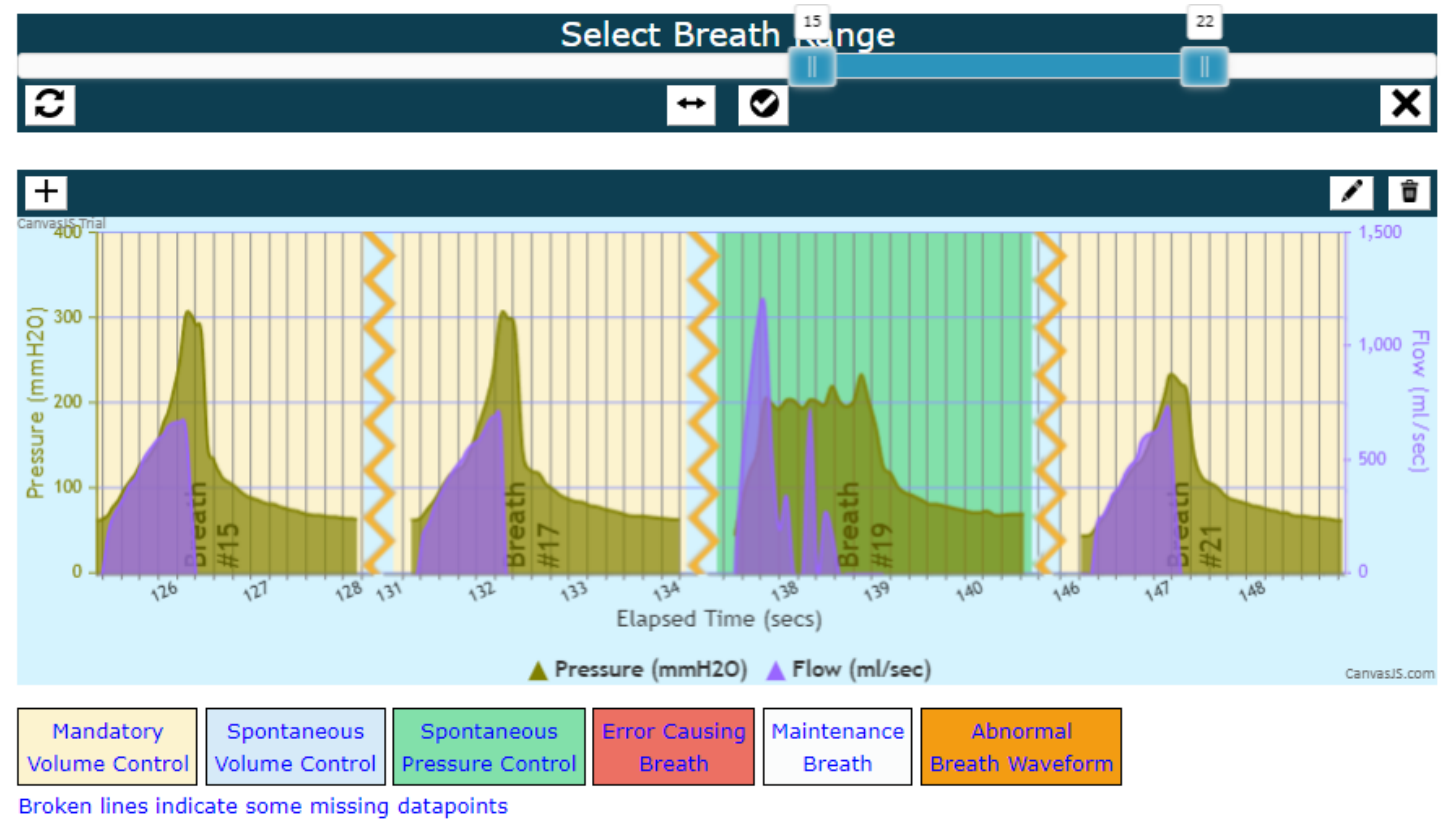 15
22
Select Breath Range
CanvasJS Trial
400
300
200
100
0
Pressure (mmH2O)
1,500
1,000
500
0
Flow (ml/sec)
Breath
#15
Breath
#17
Breath
#19
Breath
#21
126 127 128 131 132 133 134 138 139 140 146 147 148
Elapsed Time (secs)
Pressure (mmH2O) Flow (ml/sec)
CanvasJS.com
Mandatory
Volume Control
Spontaneous
Volume Control
Spontaneous
Pressure Control
Error Causing
Breath
Maintenance
Breath
Abnormal
Breath Waveform
Broken lines indicate some missing datapoints